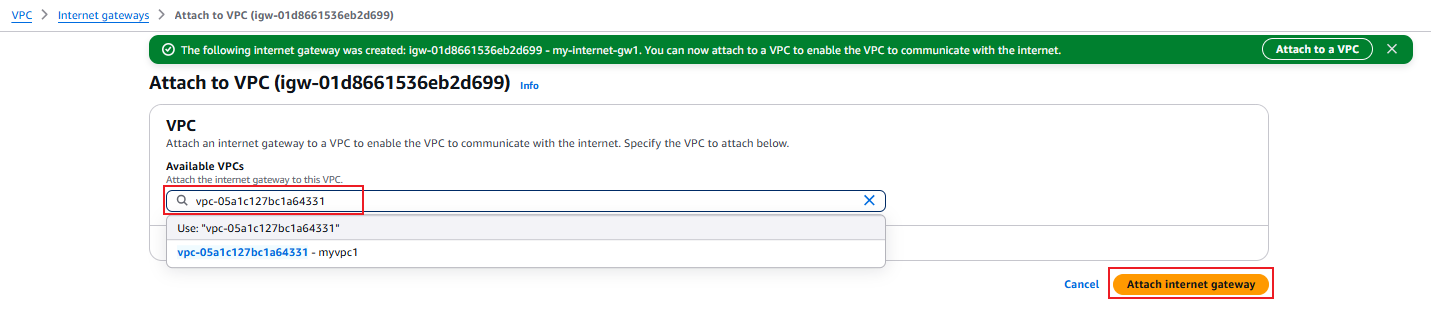 VPC > Internet gateways > Attach to VPC (igw-01d8661536eb2d699)
The following internet gateway was created: igw-01d8661536eb2d699 - my-internet-gw1. You can now attach to a VPC to enable the VPC to communicate with the internet. Attach to a VPC
Attach to VPC (igw-01d8661536eb2d699) Info
VPC
Attach an internet gateway to a VPC to enable the VPC to communicate with the internet. Specify the VPC to attach below.
Available VPCs
Attach the internet gateway to this VPC.
vpc-05a1c127bc1a64331
Use: "vpc-05a1c127bc1a64331"
vpc-05a1c127bc1a64331 - myvpc1
Cancel Attach internet gateway